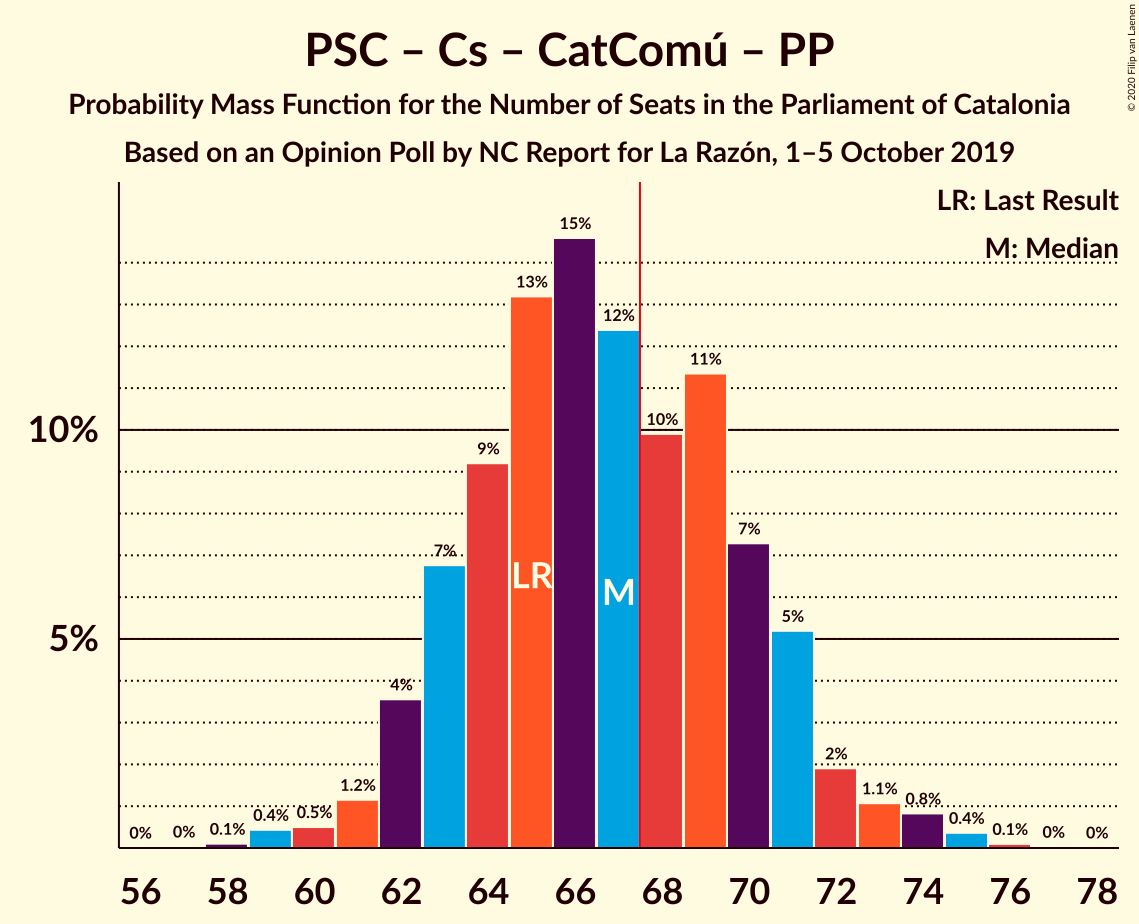 PSC – Cs – CatComú – PP
Probability Mass Function for the Number of Seats in the Parliament of Catalonia
Based on an Opinion Poll by NC Report for La Razón, 1–5 October 2019
© 2020 Filip van Laenen
LR: Last Result
M: Median
10%
5%
0% 0% 0.1% 0.4% 0.5% 1.2% 4% 7% 9% 13% 15% 12% 10% 11% 7% 5% 2% 1.1% 0.8% 0.4% 0.1% 0% 0%
LR M
56 58 60 62 64 66 68 70 72 74 76 78